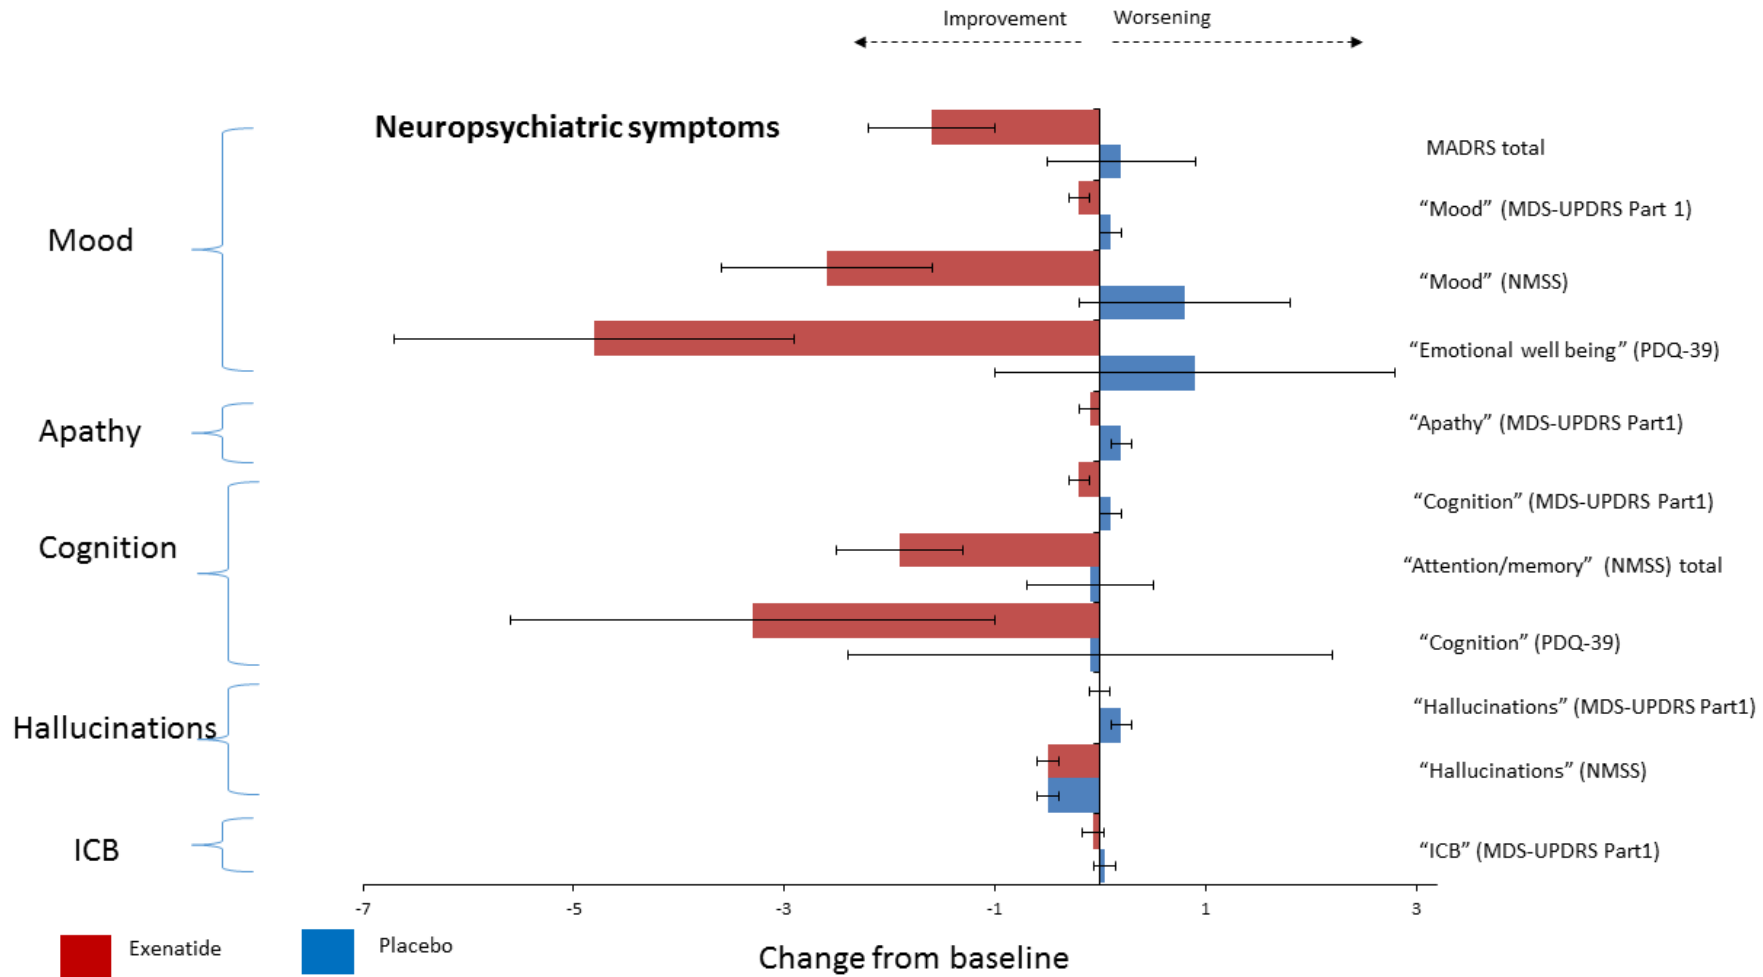 Improvement Worsening
Neuropsychiatric symptoms
MADRS total
“Mood” (MDS-UPDRS Part 1)
Mood
“Mood” (NMSS)
“Emotional well being” (PDQ-39)
Apathy
“Apathy” (MDS-UPDRS Part1)
“Cognition” (MDS-UPDRS Part1)
Cognition
“Attention/memory” (NMSS) total
“Cognition” (PDQ-39)
“Hallucinations” (MDS-UPDRS Part1)
Hallucinations
“Hallucinations” (NMSS)
ICB
“ICB” (MDS-UPDRS Part1)
-7 -5 -3 -1 1 3
Exenatide Placebo
Change from baseline